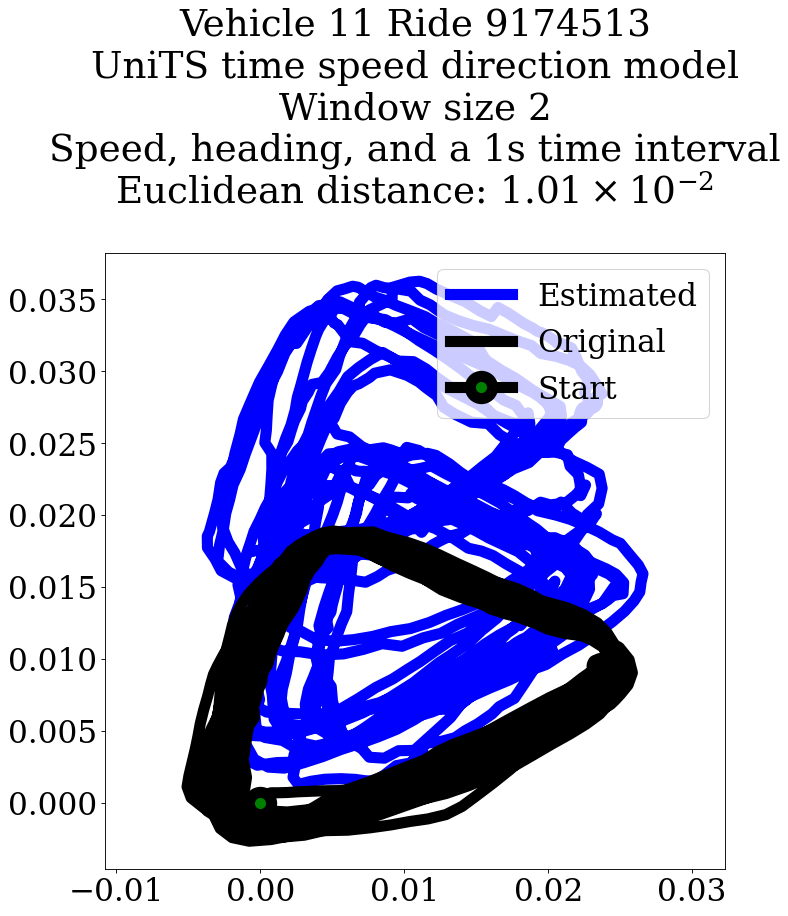 Vehicle 11 Ride 9174513
UniTS time speed direction model
Window size 2
Speed, heading, and a 1s time interval
Euclidean distance: 1.01 × 10⁻²
Estimated
Original
Start
0.035
0.030
0.025
0.020
0.015
0.010
0.005
0.000
−0.01 0.00 0.01 0.02 0.03